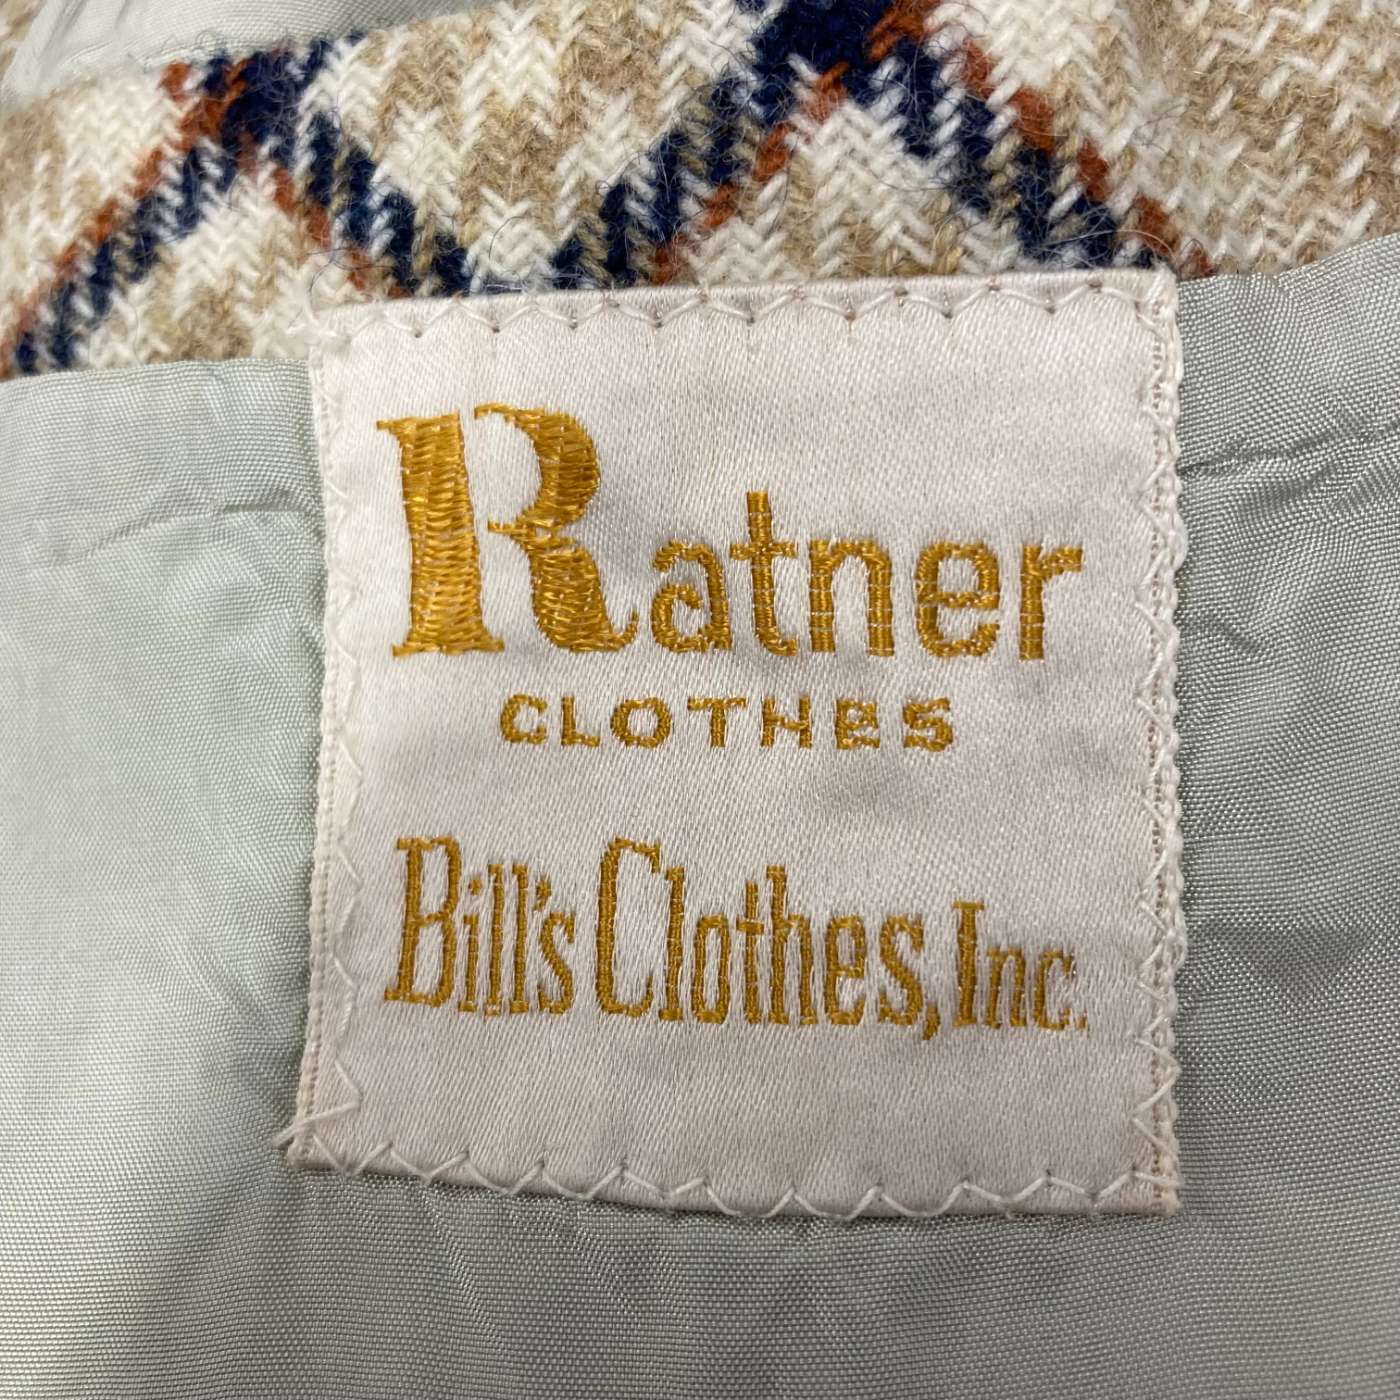 Ratner
CLOTHES
Bill's Clothes, Inc.